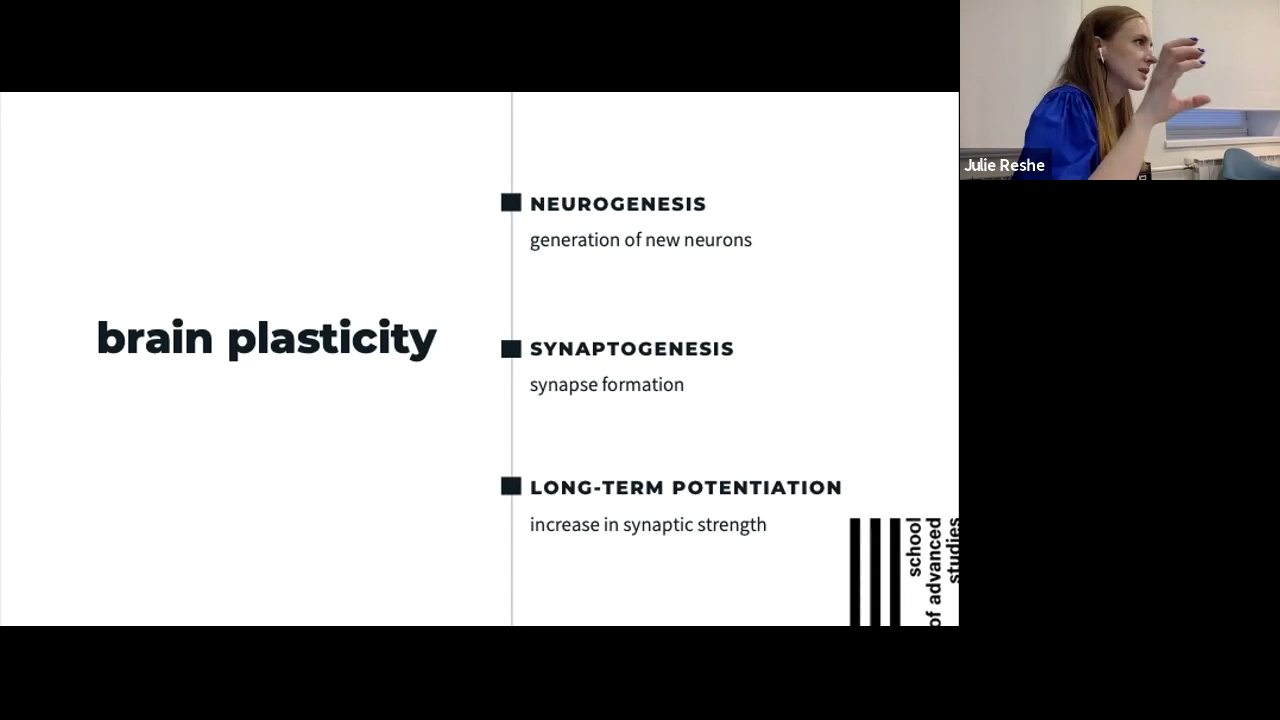 brain plasticity
NEUROGENESIS
generation of new neurons
SYNAPTOGENESIS
synapse formation
LONG-TERM POTENTIATION
increase in synaptic strength
school
of advanced
studies
Julie Reshe